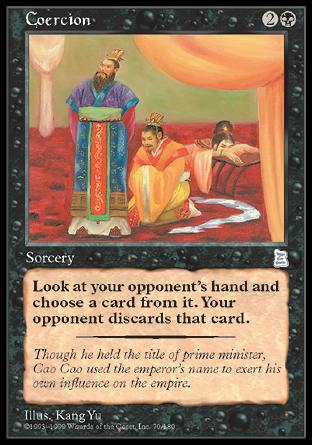 Coercion 2
Sorcery
Look at your opponent's hand and
choose a card from it. Your
opponent discards that card.
Though he held the title of prime minister,
Cao Cao used the emperor's name to exert his
own influence on the empire.
Illus. Kang Yu
©1993-1999 Wizards of the Coast, Inc. 70/180